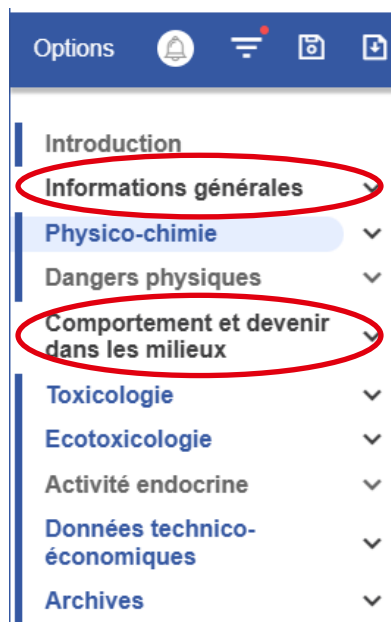 Options
Introduction
Informations générales
Physico-chimie
Dangers physiques
Comportement et devenir
dans les milieux
Toxicologie
Ecotoxicologie
Activité endocrine
Données technico-
économiques
Archives